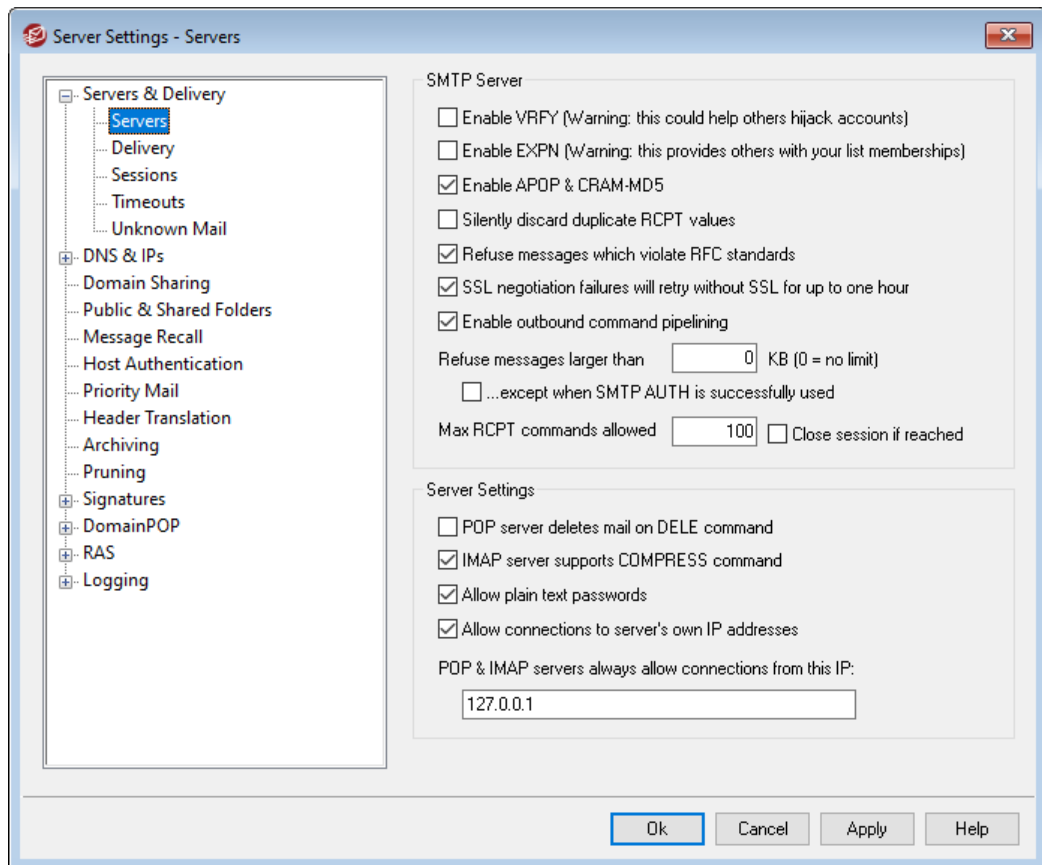 Server Settings - Servers
Servers & Delivery
Servers
Delivery
Sessions
Timeouts
Unknown Mail
DNS & IPs
Domain Sharing
Public & Shared Folders
Message Recall
Host Authentication
Priority Mail
Header Translation
Archiving
Pruning
Signatures
DomainPOP
RAS
Logging
SMTP Server
Enable VRFY (Warning: this could help others hijack accounts)
Enable EXPN (Warning: this provides others with your list memberships)
Enable APOP & CRAM-MD5
Silently discard duplicate RCPT values
Refuse messages which violate RFC standards
SSL negotiation failures will retry without SSL for up to one hour
Enable outbound command pipelining
Refuse messages larger than 0 KB (0 = no limit)
...except when SMTP AUTH is successfully used
Max RCPT commands allowed 100 Close session if reached
Server Settings
POP server deletes mail on DELE command
IMAP server supports COMPRESS command
Allow plain text passwords
Allow connections to server's own IP addresses
POP & IMAP servers always allow connections from this IP:
127.0.0.1
Ok Cancel Apply Help